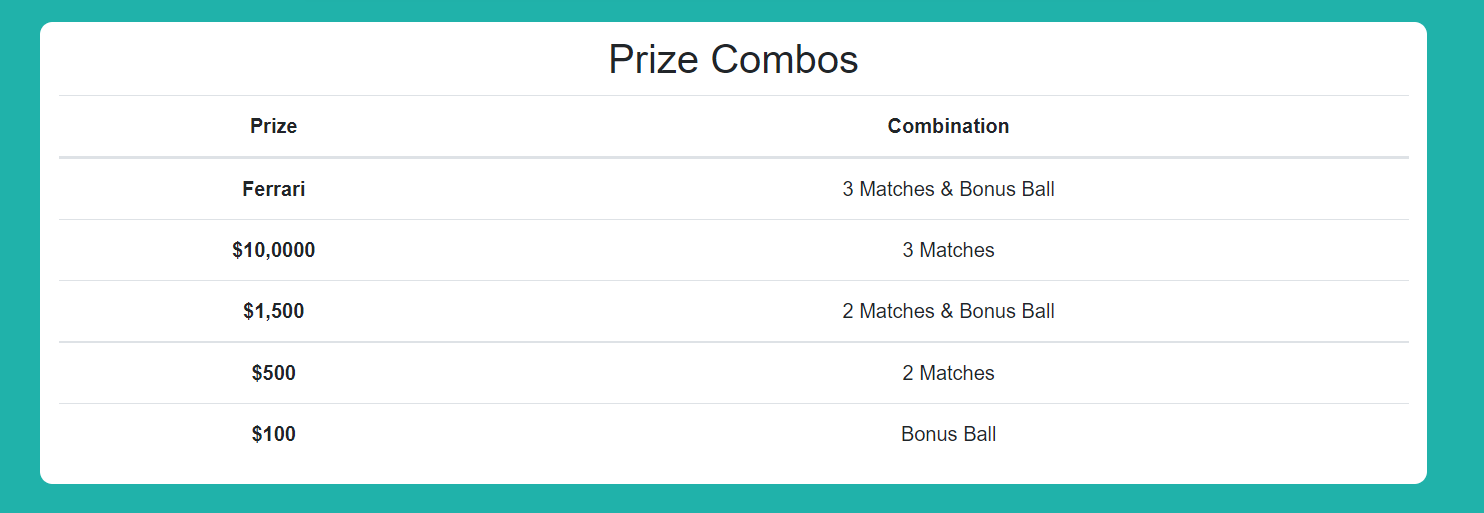 Prize Combos
Prize Combination
Ferrari 3 Matches & Bonus Ball
$10,0000 3 Matches
$1,500 2 Matches & Bonus Ball
$500 2 Matches
$100 Bonus Ball